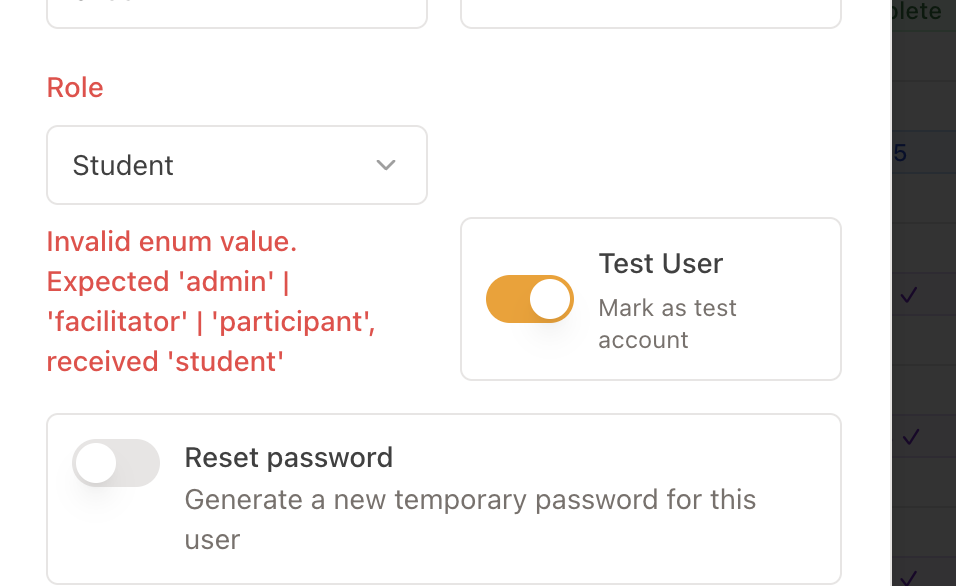 plete
Role
5
Student
Invalid enum value.
Expected 'admin' |
'facilitator' | 'participant',
received 'student'
Test User
Mark as test
account
Reset password
Generate a new temporary password for this
user